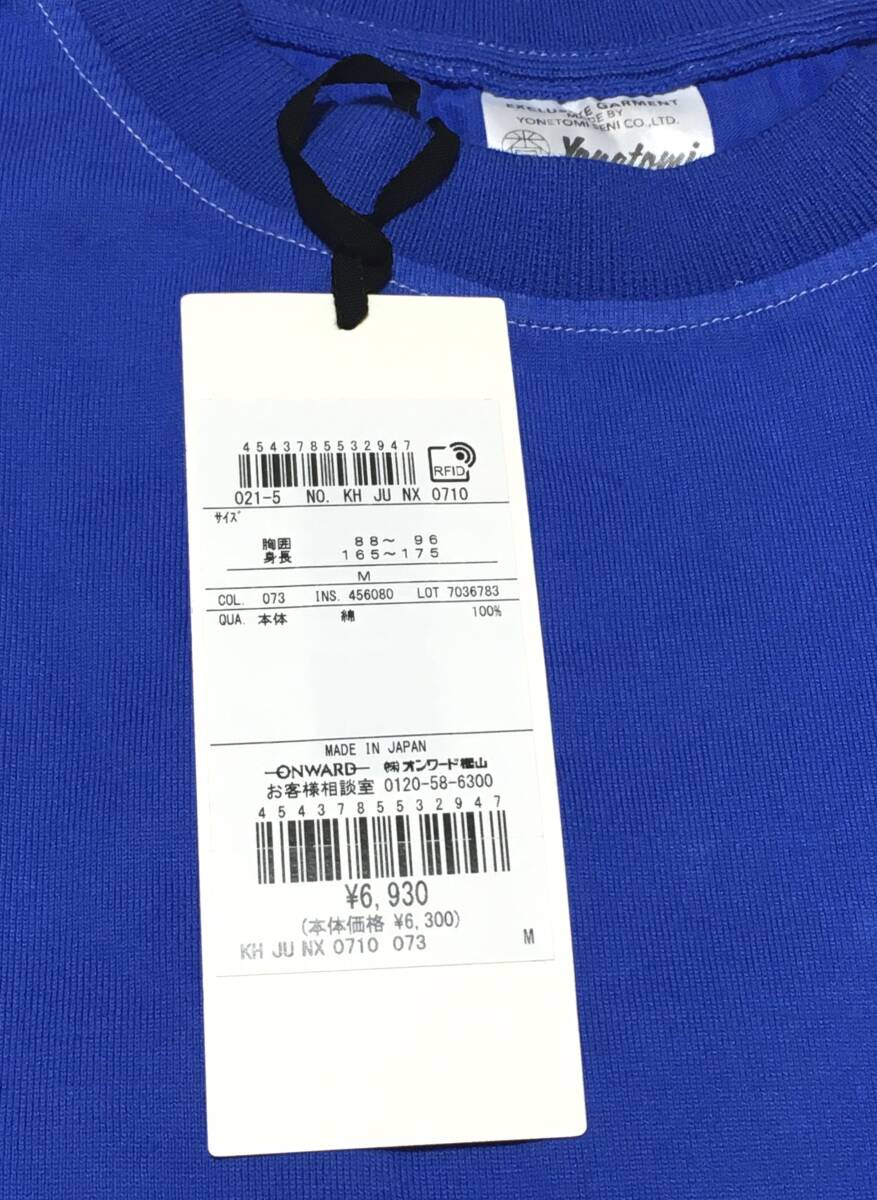 EXCLUSIVE GARMENT
MADE BY
YONETOMI SENI CO.,LTD.
Yonetomi
4543785532947
RFID
021-5 NO. KH JU NX 0710
ｻｲｽﾞ
胸囲 88～ 96
身長 165～175
M
COL. 073 INS. 456080 LOT 7036783
QUA. 本体 綿 100%
MADE IN JAPAN
ONWARD ㈱オンワード樫山
お客様相談室 0120-58-6300
4543785532947
¥6,930
(本体価格 ¥6,300)
KH JU NX 0710 073 M